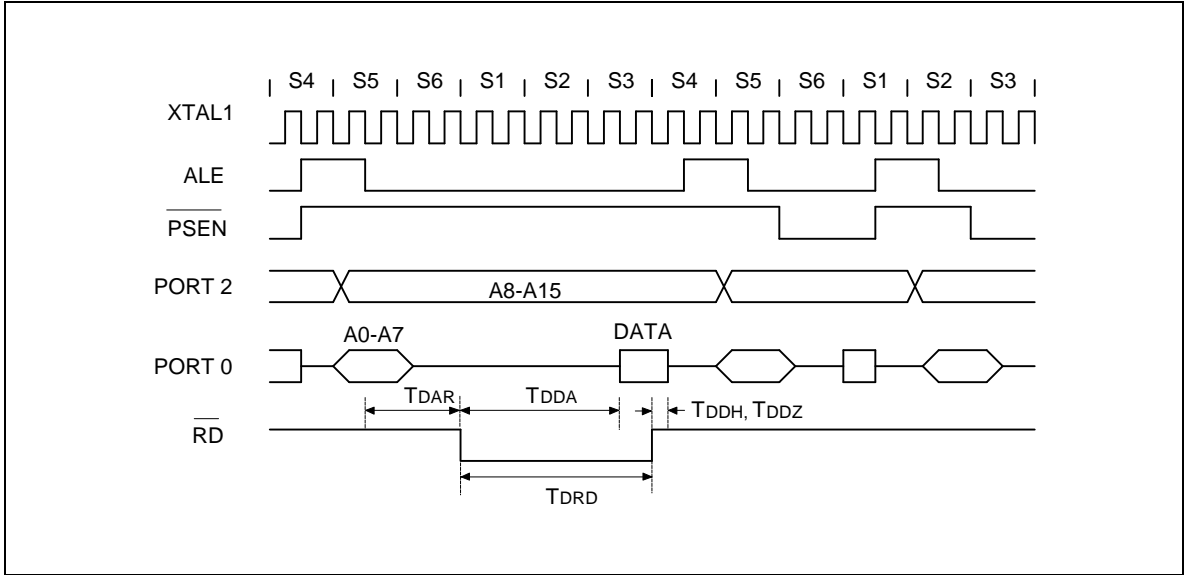 S4 S5 S6 S1 S2 S3 S4 S5 S6 S1 S2 S3
XTAL1
ALE
PSEN
PORT 2
A8-A15
A0-A7
DATA
PORT 0
TDAR
TDDA
TDDH, TDDZ
RD
TDRD